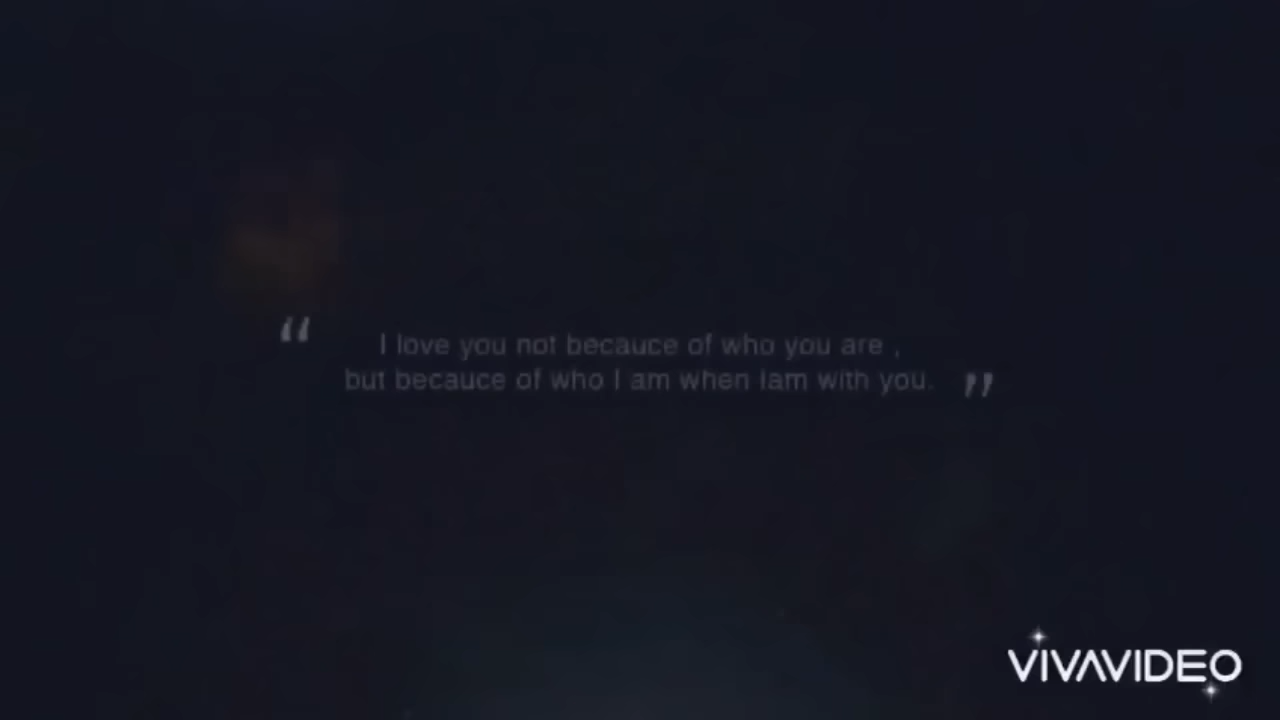 “ I love you not becauce of who you are ,
but becauce of who I am when Iam with you. ”
VIVAVIDEO